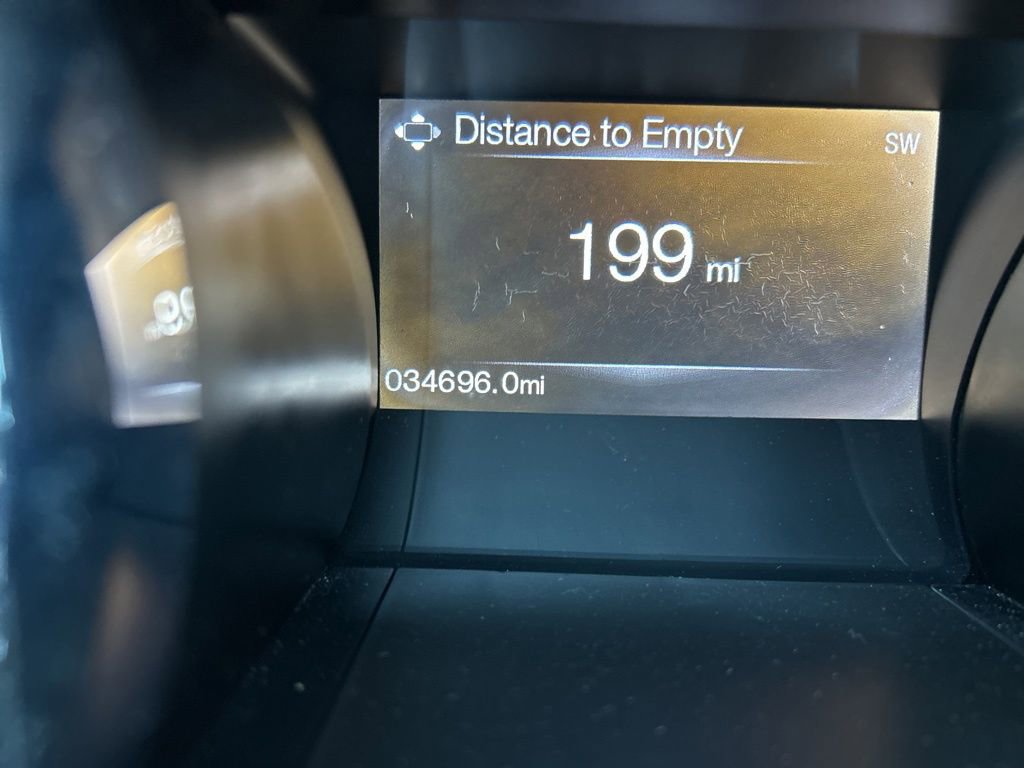 Distance to Empty
SW
199 mi
034696.0mi